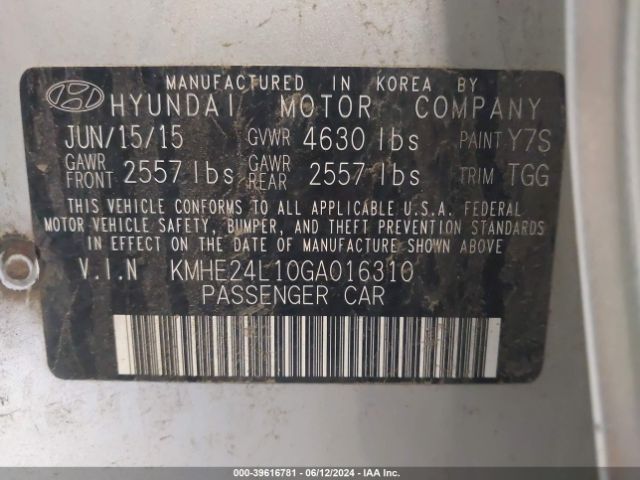 MANUFACTURED IN KOREA BY
HYUNDAI MOTOR COMPANY
JUN/15/15 GVWR 4630 lbs PAINT Y7S
GAWR FRONT 2557 lbs GAWR REAR 2557 lbs TRIM TGG
THIS VEHICLE CONFORMS TO ALL APPLICABLE U.S.A. FEDERAL
MOTOR VEHICLE SAFETY, BUMPER, AND THEFT PREVENTION STANDARDS
IN EFFECT ON THE DATE OF MANUFACTURE SHOWN ABOVE
V.I.N KMHE24L10GA016310
PASSENGER CAR
000-39616781 - 06/12/2024 - IAA Inc.